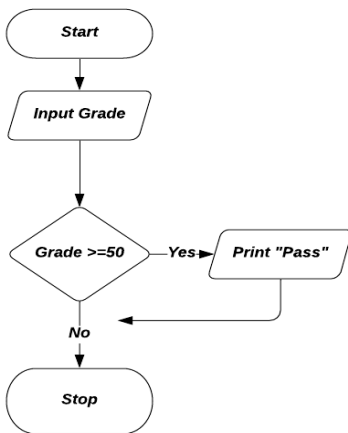 Start
Input Grade
Grade >=50
Yes
Print "Pass"
No
Stop